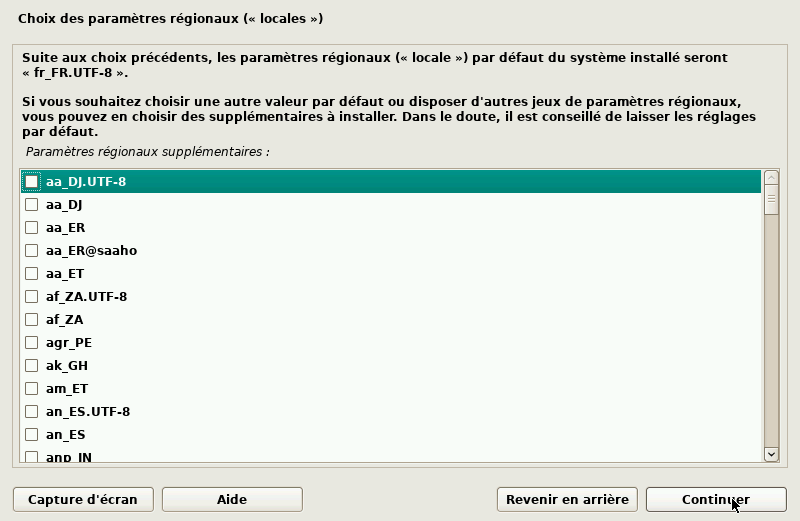 Choix des paramètres régionaux (« locales »)
Suite aux choix précédents, les paramètres régionaux (« locale ») par défaut du système installé seront
« fr_FR.UTF-8 ».
Si vous souhaitez choisir une autre valeur par défaut ou disposer d'autres jeux de paramètres régionaux,
vous pouvez en choisir des supplémentaires à installer. Dans le doute, il est conseillé de laisser les réglages
par défaut.
Paramètres régionaux supplémentaires :
aa_DJ.UTF-8
aa_DJ
aa_ER
aa_ER@saaho
aa_ET
af_ZA.UTF-8
af_ZA
agr_PE
ak_GH
am_ET
an_ES.UTF-8
an_ES
anp_IN
Capture d'écran
Aide
Revenir en arrière
Continuer